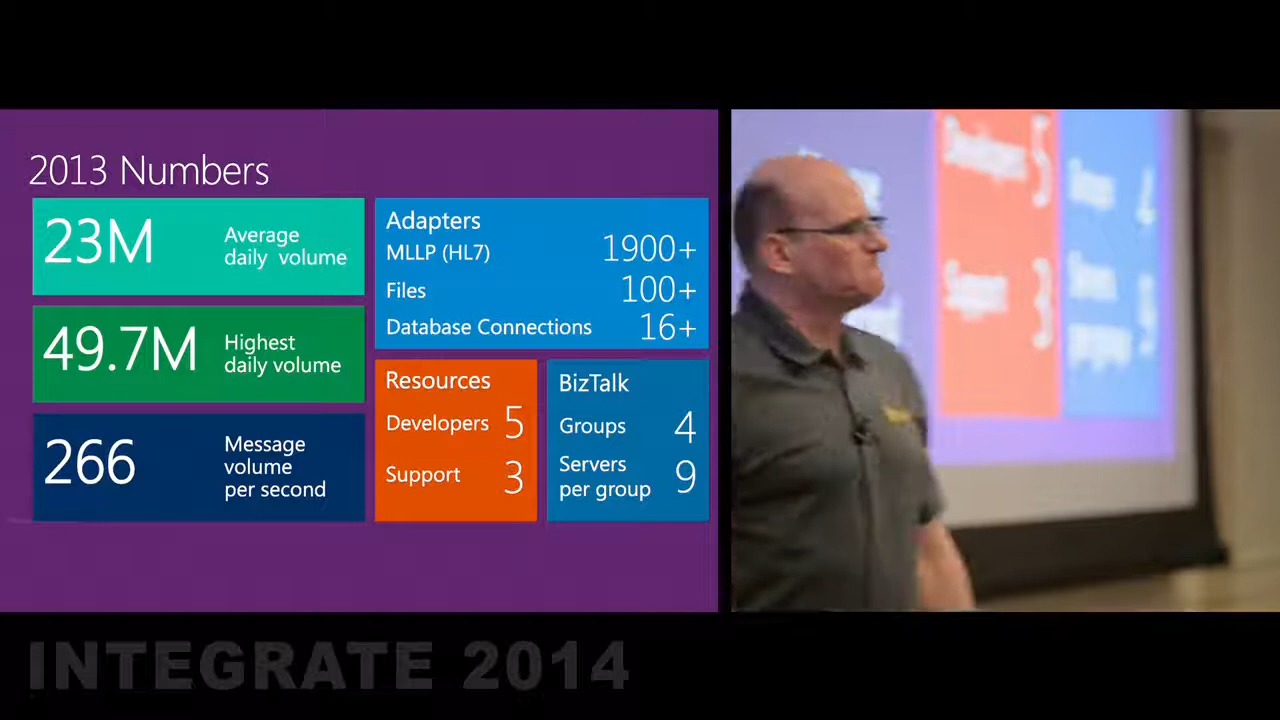 2013 Numbers
23M
Average
daily volume
49.7M
Highest
daily volume
266
Message
volume
per second
Adapters
MLLP (HL7) 1900+
Files 100+
Database Connections 16+
Resources
Developers 5
Support 3
BizTalk
Groups 4
Servers
per group 9
Developers
Support
INTEGRATE 2014